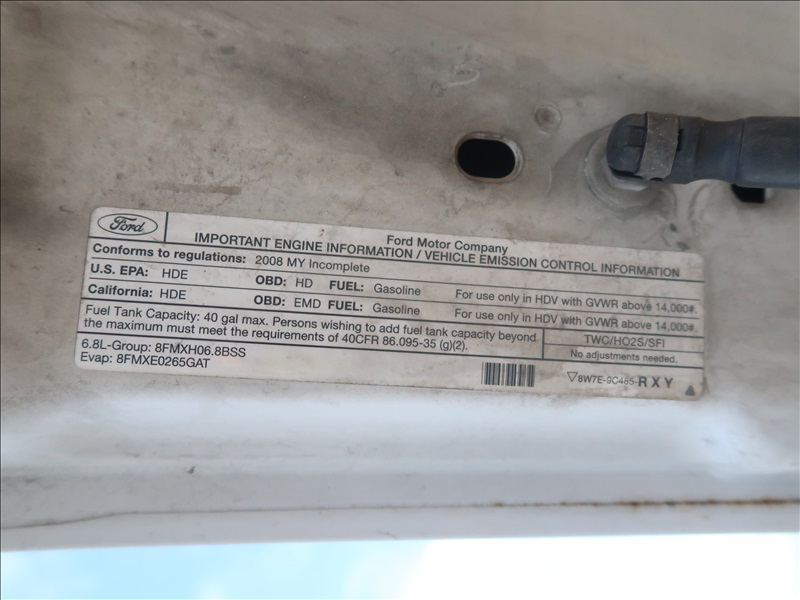 Ford
Ford Motor Company
IMPORTANT ENGINE INFORMATION / VEHICLE EMISSION CONTROL INFORMATION
Conforms to regulations: 2008 MY Incomplete
U.S. EPA: HDE OBD: HD FUEL: Gasoline For use only in HDV with GVWR above 14,000#.
California: HDE OBD: EMD FUEL: Gasoline For use only in HDV with GVWR above 14,000#.
Fuel Tank Capacity: 40 gal max. Persons wishing to add fuel tank capacity beyond
the maximum must meet the requirements of 40CFR 86.095-35 (g)(2).
TWC/HO2S/SFI
No adjustments needed.
6.8L-Group: 8FMXH06.8BSS
Evap: 8FMXE0265GAT
8W7E-9C485-RXY